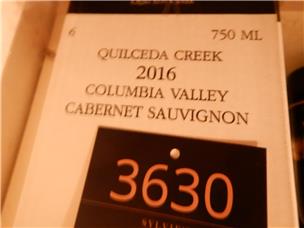 6 750 ML
QUILCEDA CREEK
2016
COLUMBIA VALLEY
CABERNET SAUVIGNON
3630